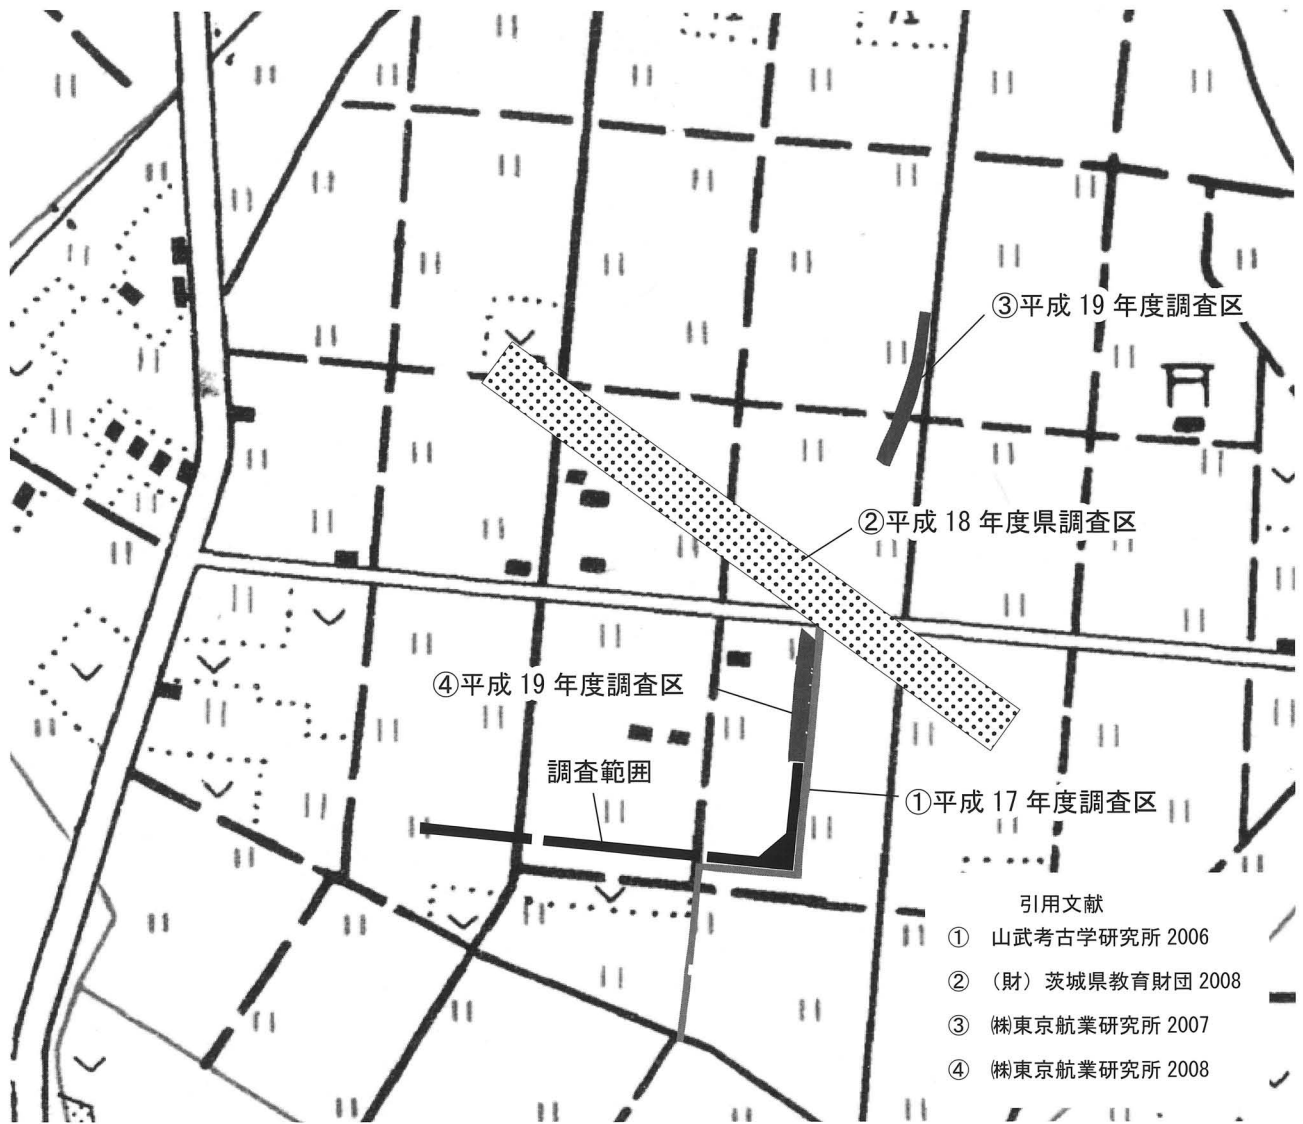 ③平成 19 年度調査区
②平成 18 年度県調査区
④平成 19 年度調査区
調査範囲
①平成 17 年度調査区
引用文献
① 山武考古学研究所 2006
② （財）茨城県教育財団 2008
③ ㈱東京航業研究所 2007
④ ㈱東京航業研究所 2008